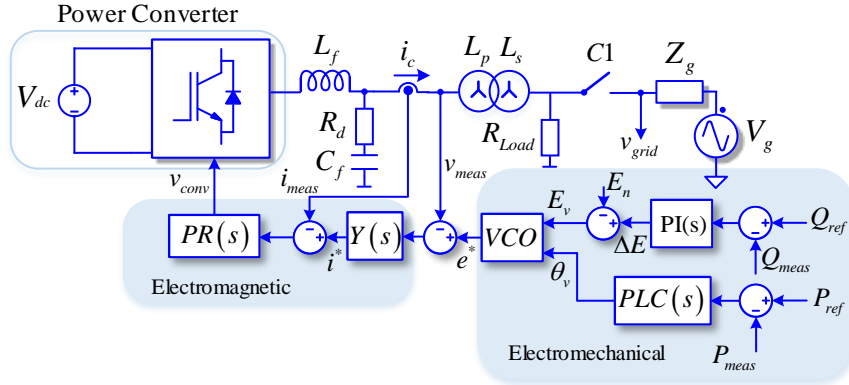 Power Converter
L_f
i_c
L_p L_s
C1
Z_g
V_dc
R_d
C_f
R_Load
v_grid
V_g
v_conv
i_meas
v_meas
E_v
E_n
PR(s)
Y(s)
VCO
PI(s)
Q_ref
i^*
e^*
ΔE
Q_meas
θ_v
Electromagnetic
PLC(s)
P_ref
Electromechanical
P_meas